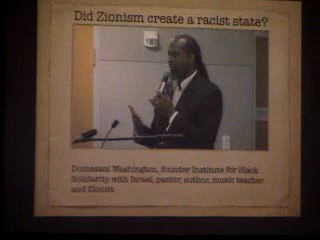 Did Zionism create a racist state?
Dumasani Washington, founder Institute for Black
Solidarity with Israel, pastor, author, music teacher
and Zionist